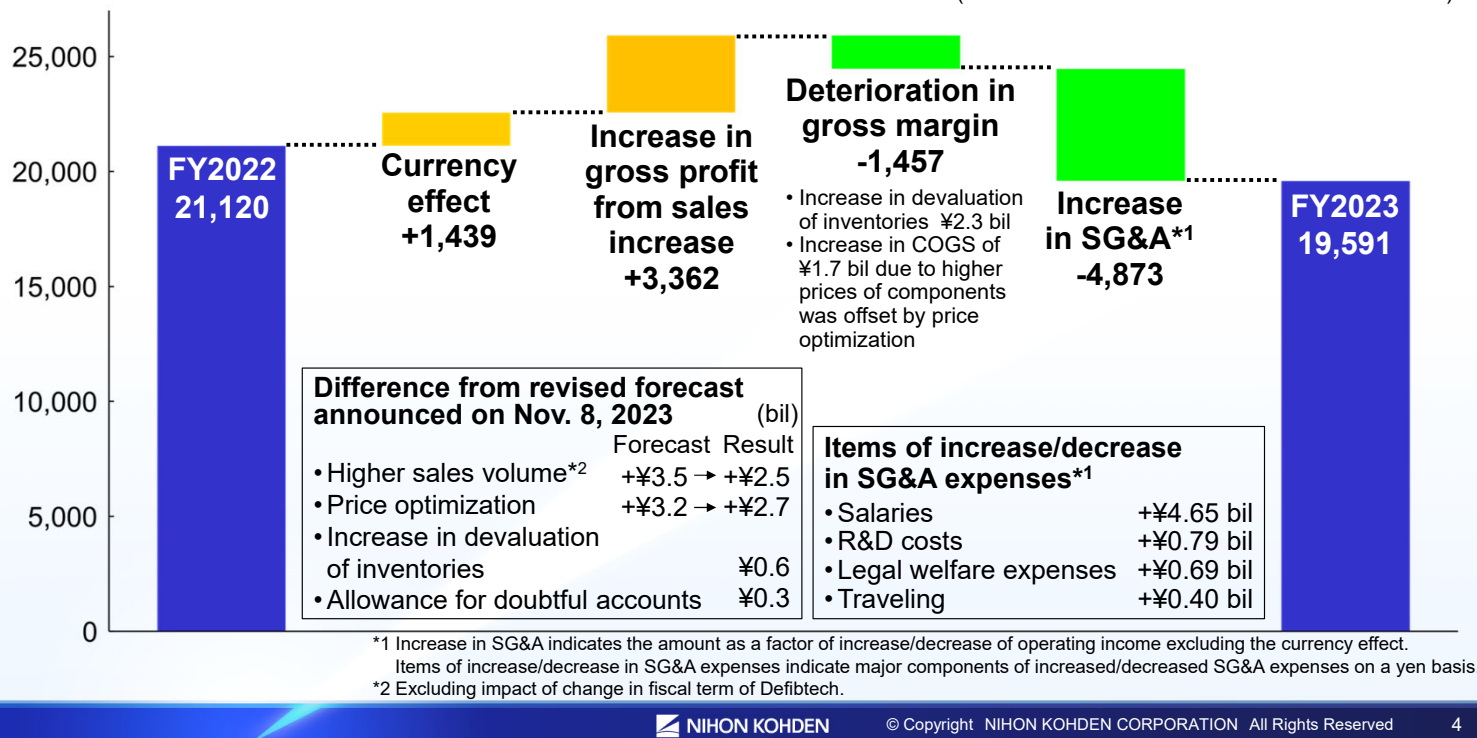 25,000
20,000
15,000
10,000
5,000
0
FY2022
21,120
Currency
effect
+1,439
Increase in
gross profit
from sales
increase
+3,362
Deterioration in
gross margin
-1,457
• Increase in devaluation
of inventories ¥2.3 bil
• Increase in COGS of
¥1.7 bil due to higher
prices of components
was offset by price
optimization
Increase
in SG&A*1
-4,873
FY2023
19,591
Difference from revised forecast
announced on Nov. 8, 2023 (bil)
Forecast Result
• Higher sales volume*2 +¥3.5 → +¥2.5
• Price optimization +¥3.2 → +¥2.7
• Increase in devaluation
of inventories ¥0.6
• Allowance for doubtful accounts ¥0.3
Items of increase/decrease
in SG&A expenses*1
• Salaries +¥4.65 bil
• R&D costs +¥0.79 bil
• Legal welfare expenses +¥0.69 bil
• Traveling +¥0.40 bil
*1 Increase in SG&A indicates the amount as a factor of increase/decrease of operating income excluding the currency effect.
Items of increase/decrease in SG&A expenses indicate major components of increased/decreased SG&A expenses on a yen basis
*2 Excluding impact of change in fiscal term of Defibtech.
NIHON KOHDEN © Copyright NIHON KOHDEN CORPORATION All Rights Reserved 4